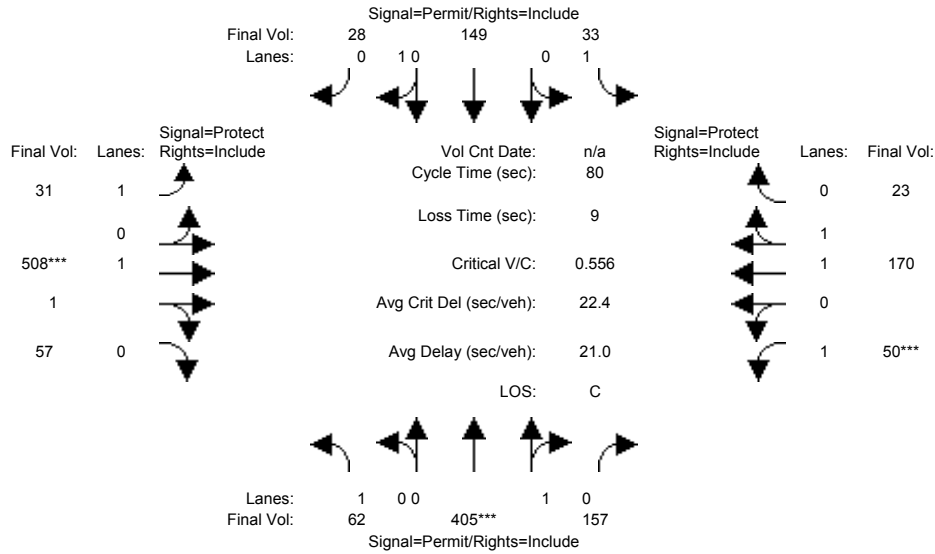 Signal=Permit/Rights=Include
Final Vol: 28 149 33
Lanes: 0 1 0 0 1
Signal=Protect Signal=Protect
Final Vol: Lanes: Rights=Include Vol Cnt Date: n/a Rights=Include Lanes: Final Vol:
Cycle Time (sec): 80
31 1 0 23
Loss Time (sec): 9
0 1
508*** 1 Critical V/C: 0.556 1 170
1 Avg Crit Del (sec/veh): 22.4 0
57 0 Avg Delay (sec/veh): 21.0 1 50***
LOS: C
Lanes: 1 0 0 1 0
Final Vol: 62 405*** 157
Signal=Permit/Rights=Include